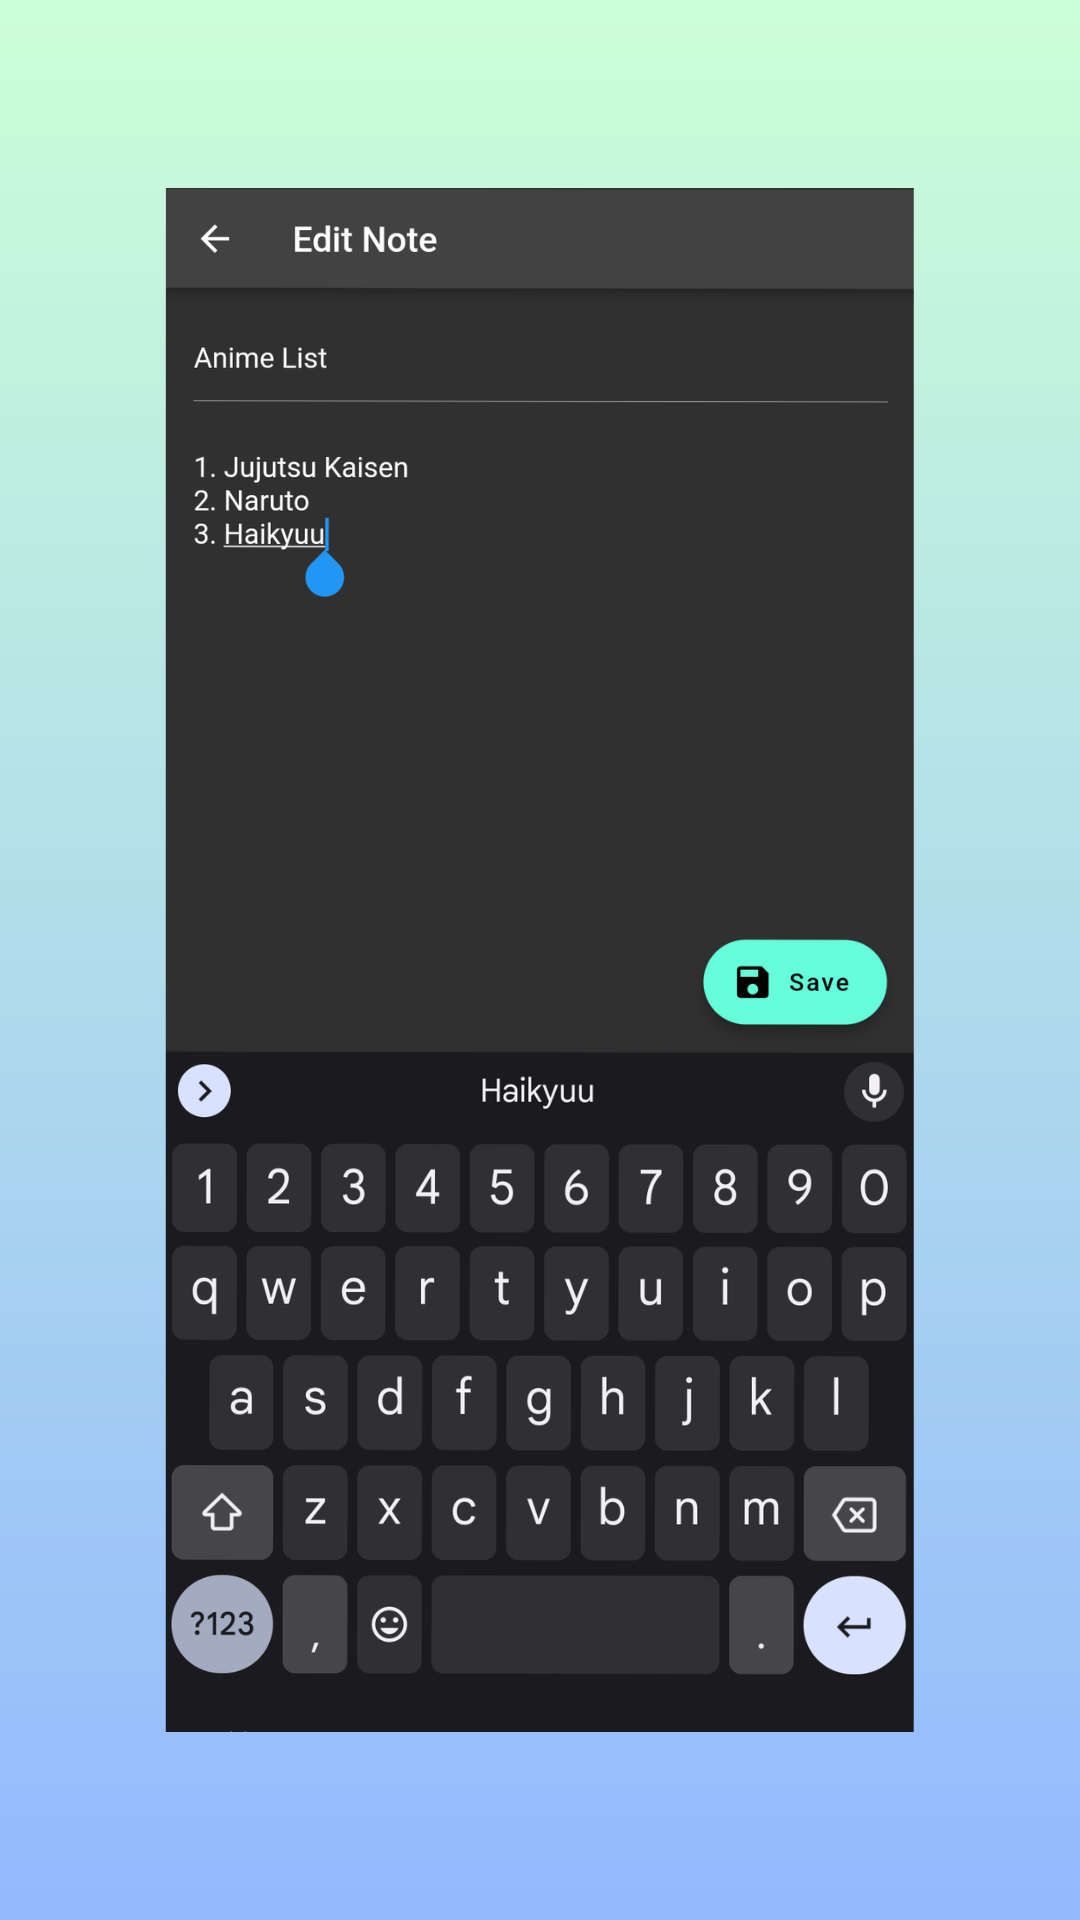 Edit Note
Anime List
1. Jujutsu Kaisen
2. Naruto
3. Haikyuu
Save
Haikyuu
1 2 3 4 5 6 7 8 9 0
q w e r t y u i o p
a s d f g h j k l
z x c v b n m
?123 , .